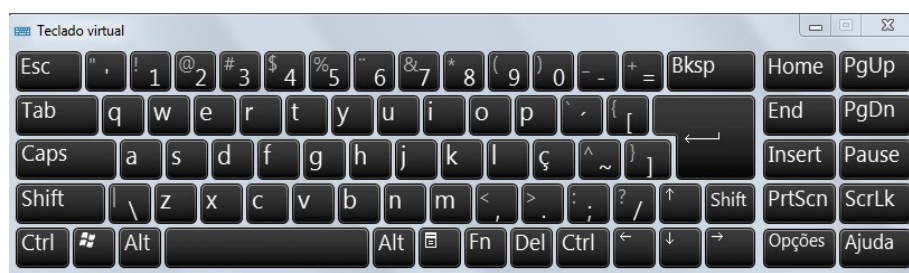 Teclado virtual
Esc " ' ! 1 @ 2 # 3 $ 4 % 5 ¨ 6 & 7 * 8 ( 9 ) 0 _ - + = Bksp Home PgUp
Tab q w e r t y u i o p ` ´ { [ End PgDn
Caps a s d f g h j k l ç ^ ~ } ] Insert Pause
Shift | \ z x c v b n m < , > . : ; ? / ↑ Shift PrtScn ScrLk
Ctrl Alt Alt Fn Del Ctrl ← ↓ → Opções Ajuda